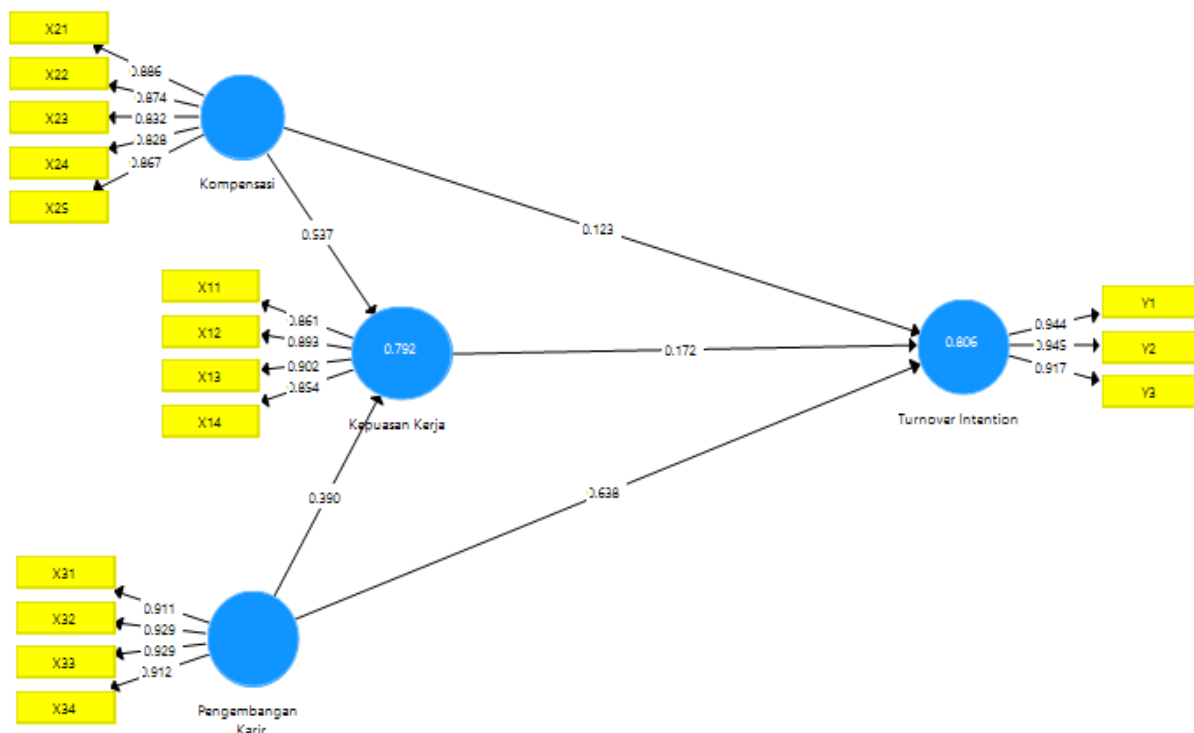 X21
X22
X23
X24
X25
0.886
0.874
0.832
0.828
0.867
Kompensasi
0.123
0.537
X11
X12
X13
X14
0.861
0.893
0.902
0.854
0.792
Kepuasan Kerja
0.172
0.806
Turnover Intention
0.944
0.945
0.917
Y1
Y2
Y3
0.390
0.638
X31
X32
X33
X34
0.911
0.929
0.929
0.912
Pengembangan
Karir